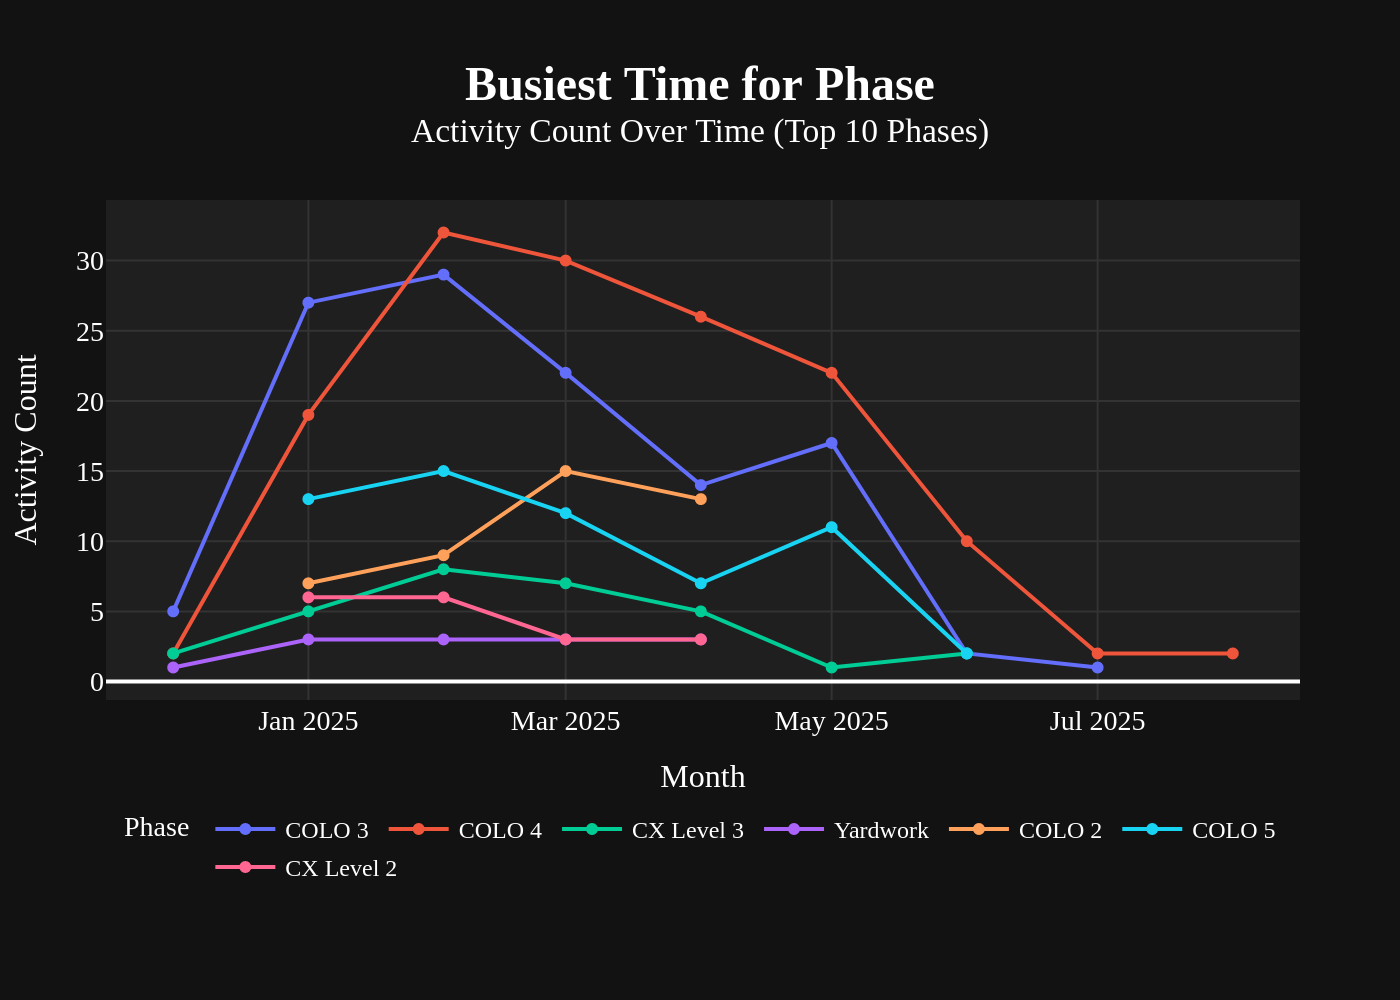 Busiest Time for Phase
Activity Count Over Time (Top 10 Phases)
Activity Count
30
25
20
15
10
5
0
Jan 2025 Mar 2025 May 2025 Jul 2025
Month
Phase COLO 3 COLO 4 CX Level 3 Yardwork COLO 2 COLO 5
CX Level 2